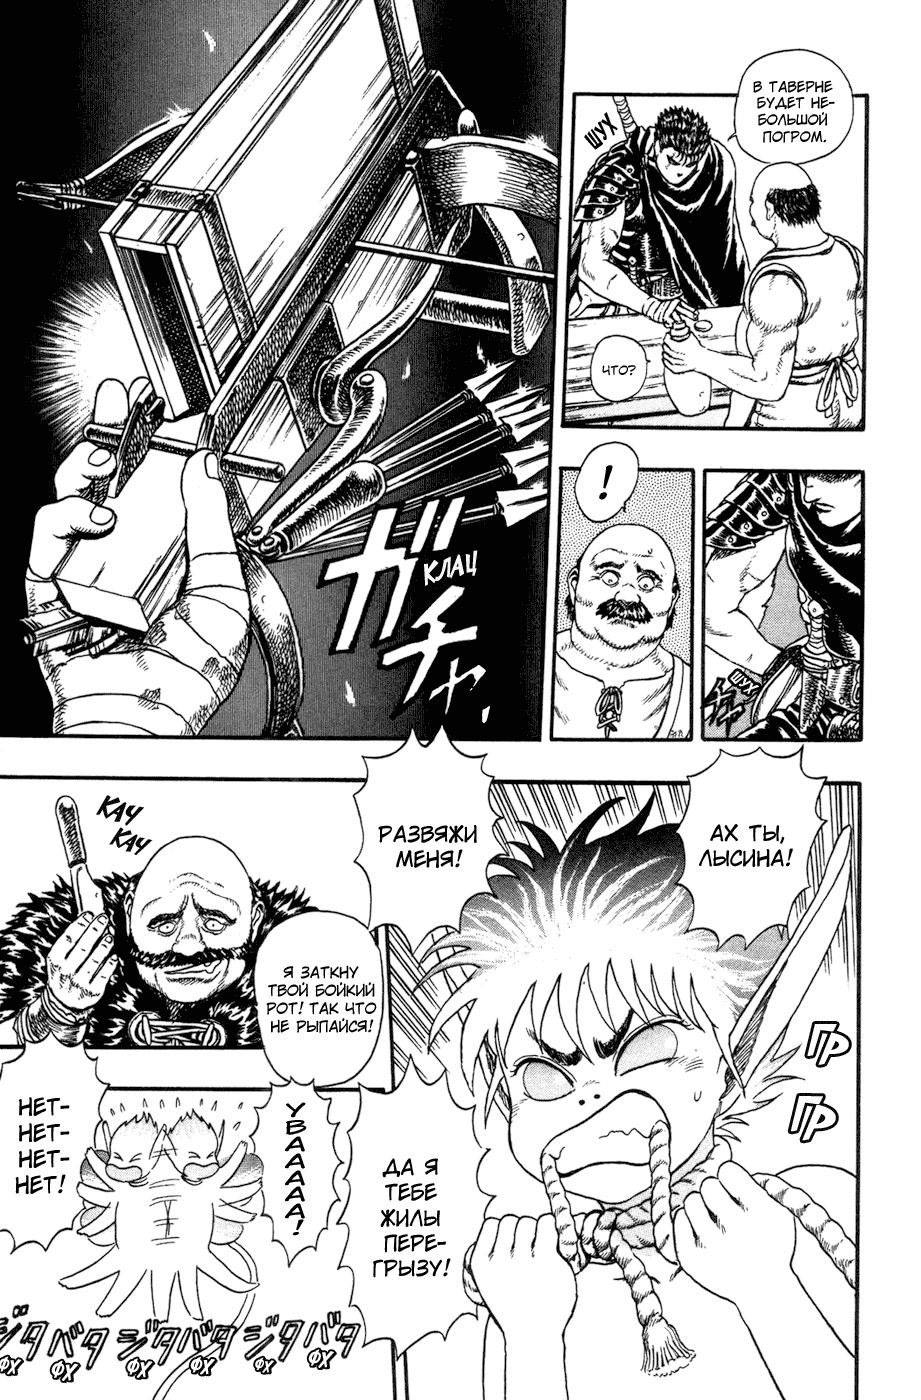 В ТАВЕРНЕ
БУДЕТ НЕ-
БОЛЬШОЙ
ПОГРОМ.
ШУХ
ЧТО?
!
ШУХ
ガチャ
КЛАЦ
АХ ТЫ,
ЛЫСИНА!
РАЗВЯЖИ
МЕНЯ!
ГР
ГР
ДА Я
ТЕБЕ
ЖИЛЫ
ПЕРЕ-
ГРЫЗУ!
КАЧ
КАЧ
Я ЗАТКНУ
ТВОЙ БОЙКИЙ
РОТ! ТАК ЧТО
НЕ РЫПАЙСЯ!
УВААААА!
НЕТ-
НЕТ-
НЕТ-
НЕТ!
ジタバタジタバタジタバタ
ФХ ФХ ФХ ФХ ФХ ФХ